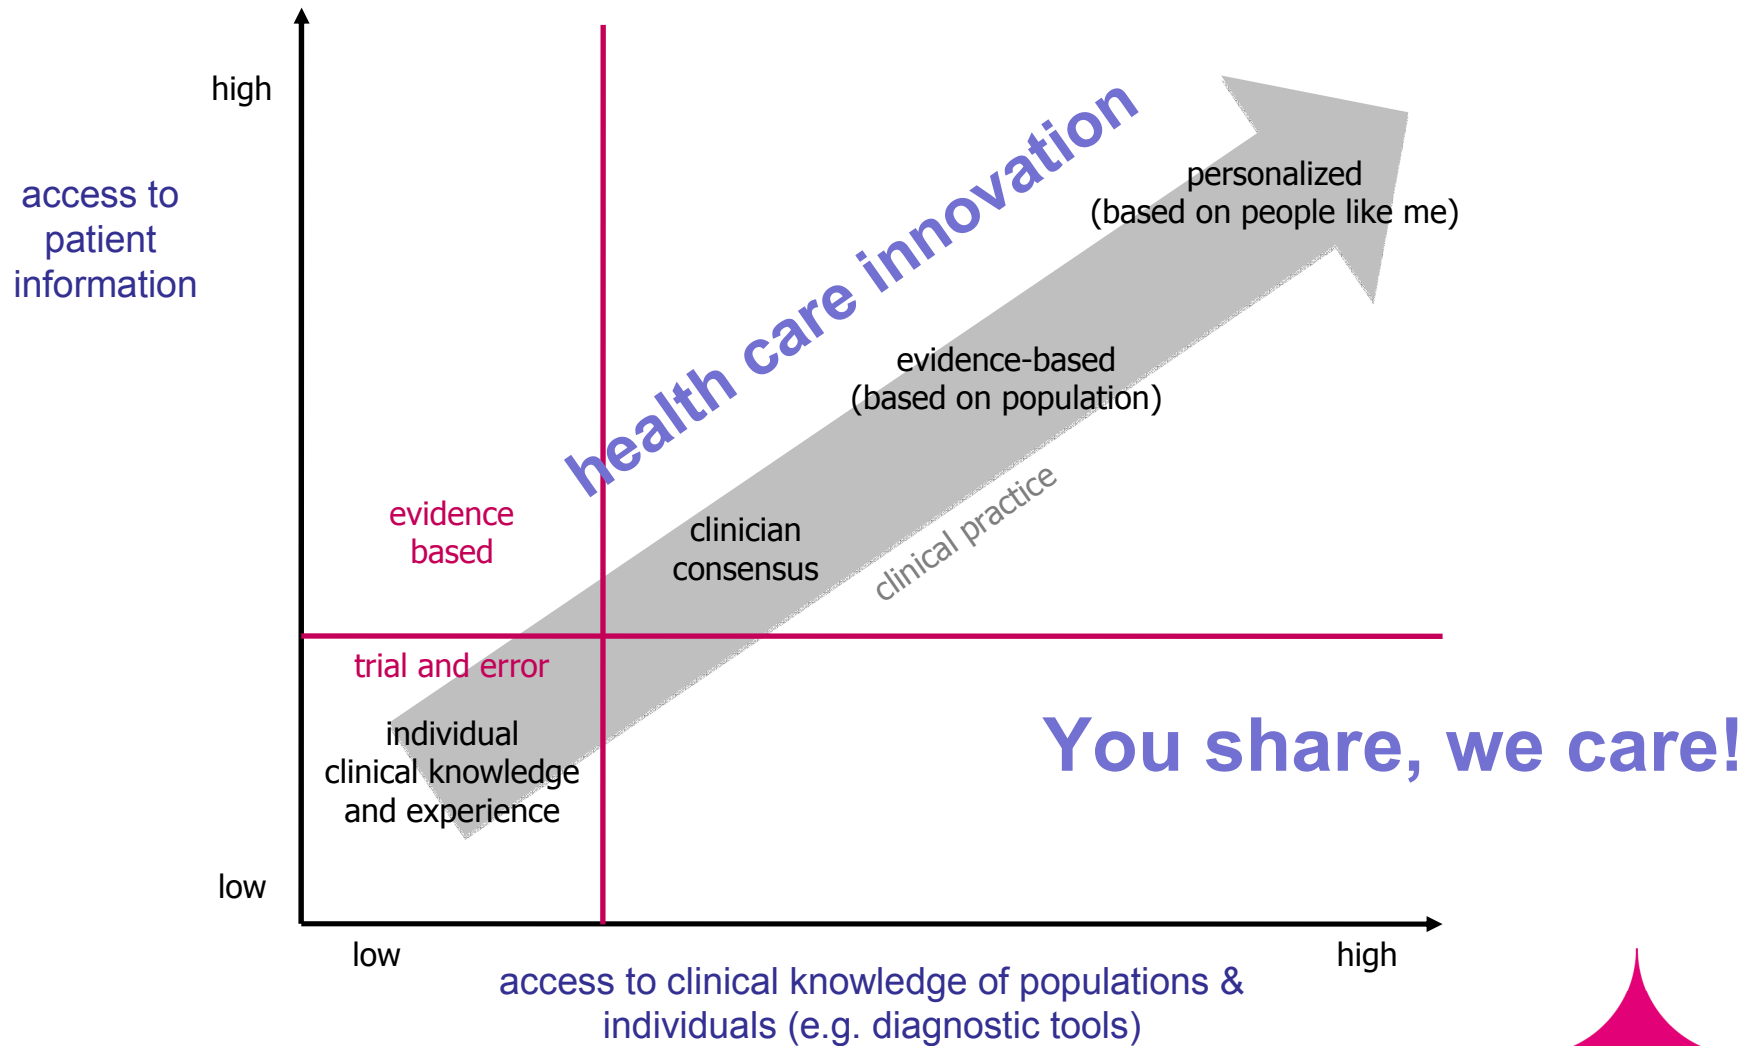 high
access to
patient
information
health care innovation
personalized
(based on people like me)
evidence-based
(based on population)
clinical practice
evidence
based
clinician
consensus
trial and error
individual
clinical knowledge
and experience
You share, we care!
low
low
high
access to clinical knowledge of populations &
individuals (e.g. diagnostic tools)